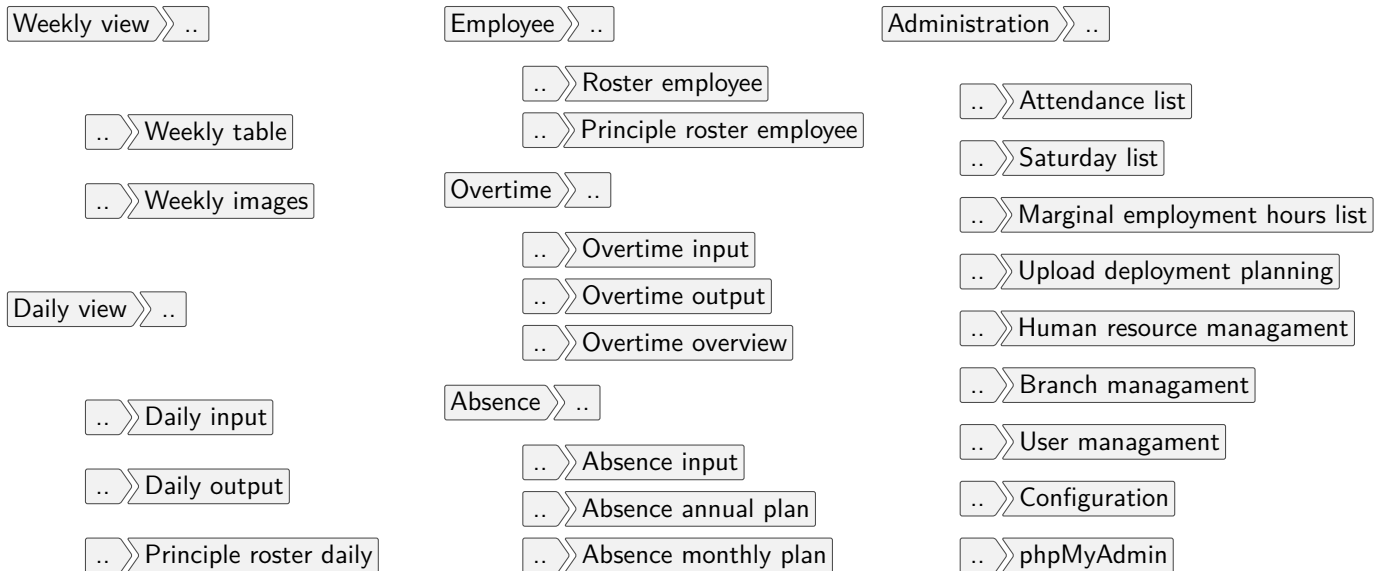 Weekly view ..
.. Weekly table
.. Weekly images
Daily view ..
.. Daily input
.. Daily output
.. Principle roster daily
Employee ..
.. Roster employee
.. Principle roster employee
Overtime ..
.. Overtime input
.. Overtime output
.. Overtime overview
Absence ..
.. Absence input
.. Absence annual plan
.. Absence monthly plan
Administration ..
.. Attendance list
.. Saturday list
.. Marginal employment hours list
.. Upload deployment planning
.. Human resource managament
.. Branch managament
.. User managament
.. Configuration
.. phpMyAdmin